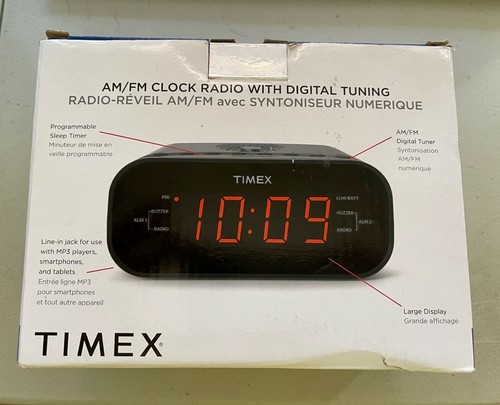 AM/FM CLOCK RADIO WITH DIGITAL TUNING
RADIO-RÉVEIL AM/FM avec SYNTONISEUR NUMERIQUE
Programmable
Sleep Timer
Minuteur de mise en
veille programmable
AM/FM
Digital Tuner
Syntonisation
AM/FM
numérique
TIMEX
PM
LOW BATT
ALM 1
BUZZER
RADIO
10:09
BUZZER
RADIO
ALM 2
Line-in jack for use
with MP3 players,
smartphones,
and tablets
Entrée ligne MP3
pour smartphones
et tout autre appareil
Large Display
Grande affichage
TIMEX